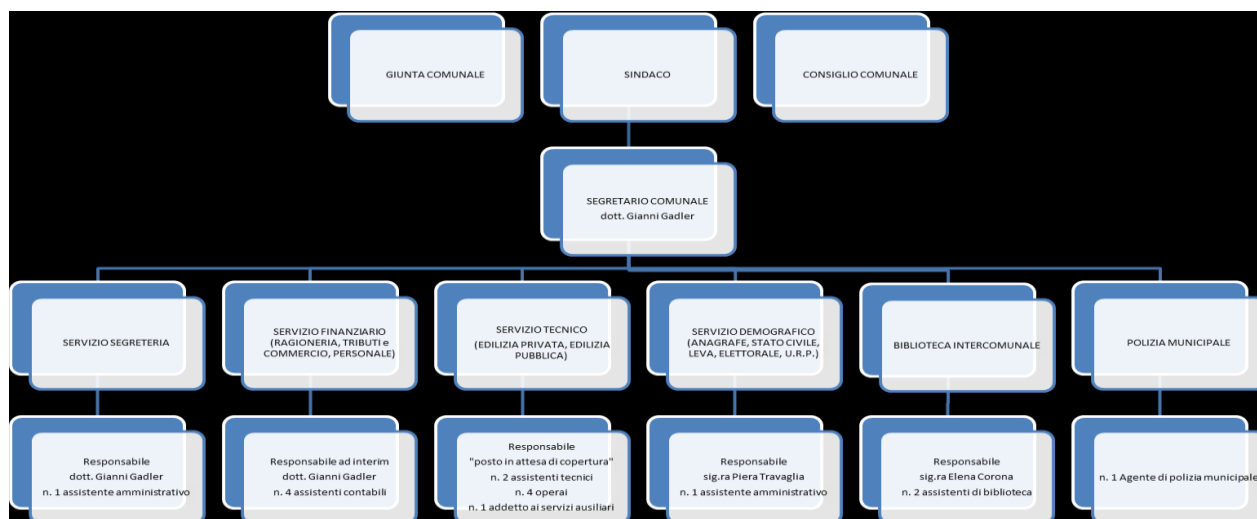 GIUNTA COMUNALE
SINDACO
CONSIGLIO COMUNALE
SEGRETARIO COMUNALE
dott. Gianni Gadler
SERVIZIO SEGRETERIA
SERVIZIO FINANZIARIO
(RAGIONERIA, TRIBUTI e
COMMERCIO, PERSONALE)
SERVIZIO TECNICO
(EDILIZIA PRIVATA, EDILIZIA
PUBBLICA)
SERVIZIO DEMOGRAFICO
(ANAGRAFE, STATO CIVILE,
LEVA, ELETTORALE, U.R.P.)
BIBLIOTECA INTERCOMUNALE
POLIZIA MUNICIPALE
Responsabile
dott. Gianni Gadler
n. 1 assistente amministrativo
Responsabile ad interim
dott. Gianni Gadler
n. 4 assistenti contabili
Responsabile
"posto in attesa di copertura"
n. 2 assistenti tecnici
n. 4 operai
n. 1 addetto ai servizi ausiliari
Responsabile
sig.ra Piera Travaglia
n. 1 assistente amministrativo
Responsabile
sig.ra Elena Corona
n. 2 assistenti di biblioteca
n. 1 Agente di polizia municipale